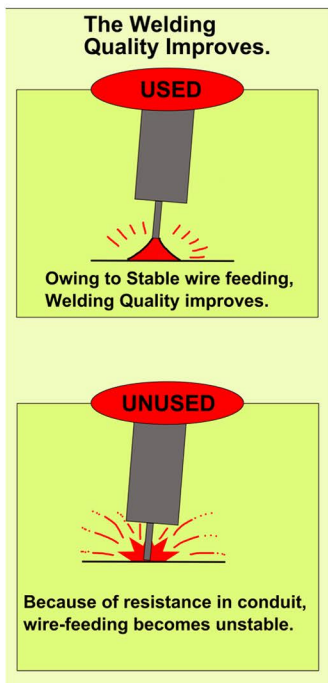 The Welding
Quality Improves.
USED
Owing to Stable wire feeding,
Welding Quality improves.
UNUSED
Because of resistance in conduit,
wire-feeding becomes unstable.